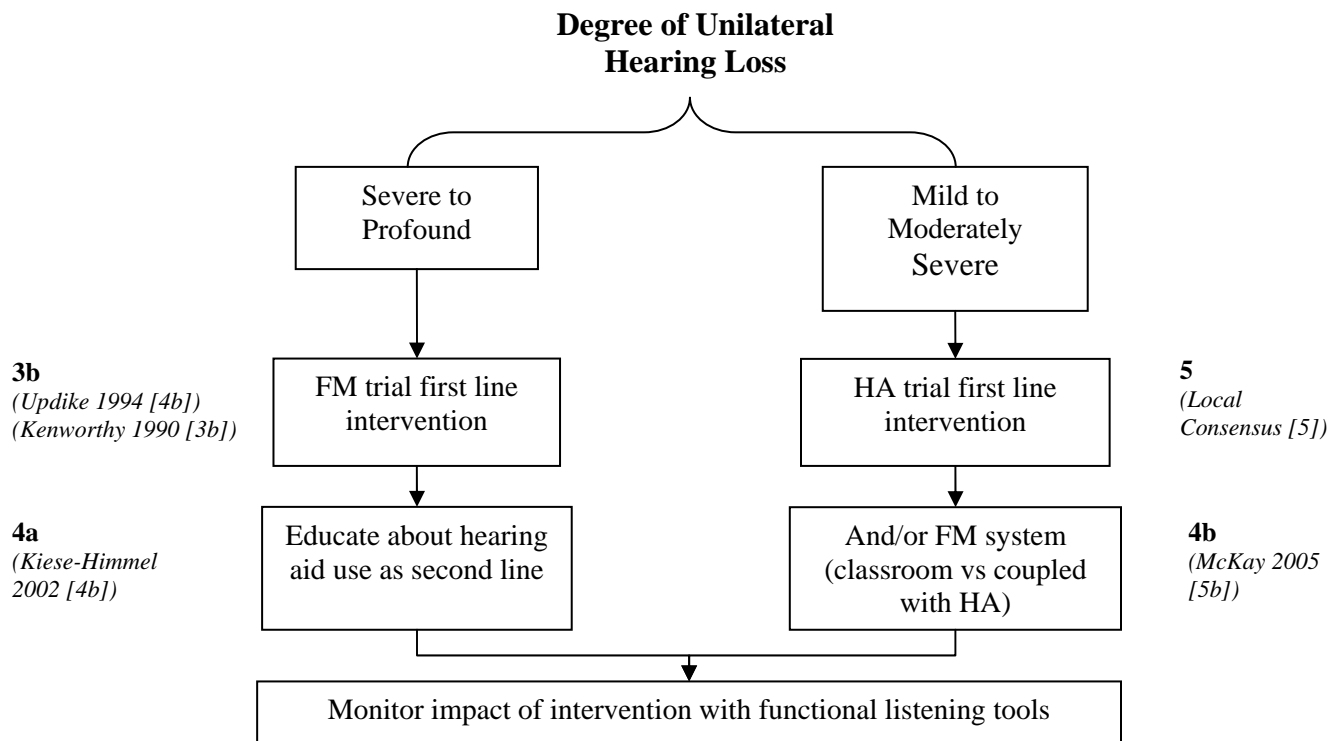 Degree of Unilateral
Hearing Loss
Severe to
Profound
Mild to
Moderately
Severe
3b
(Updike 1994 [4b])
(Kenworthy 1990 [3b])
FM trial first line
intervention
HA trial first line
intervention
5
(Local
Consensus [5])
4a
(Kiese-Himmel
2002 [4b])
Educate about hearing
aid use as second line
And/or FM system
(classroom vs coupled
with HA)
4b
(McKay 2005
[5b])
Monitor impact of intervention with functional listening tools